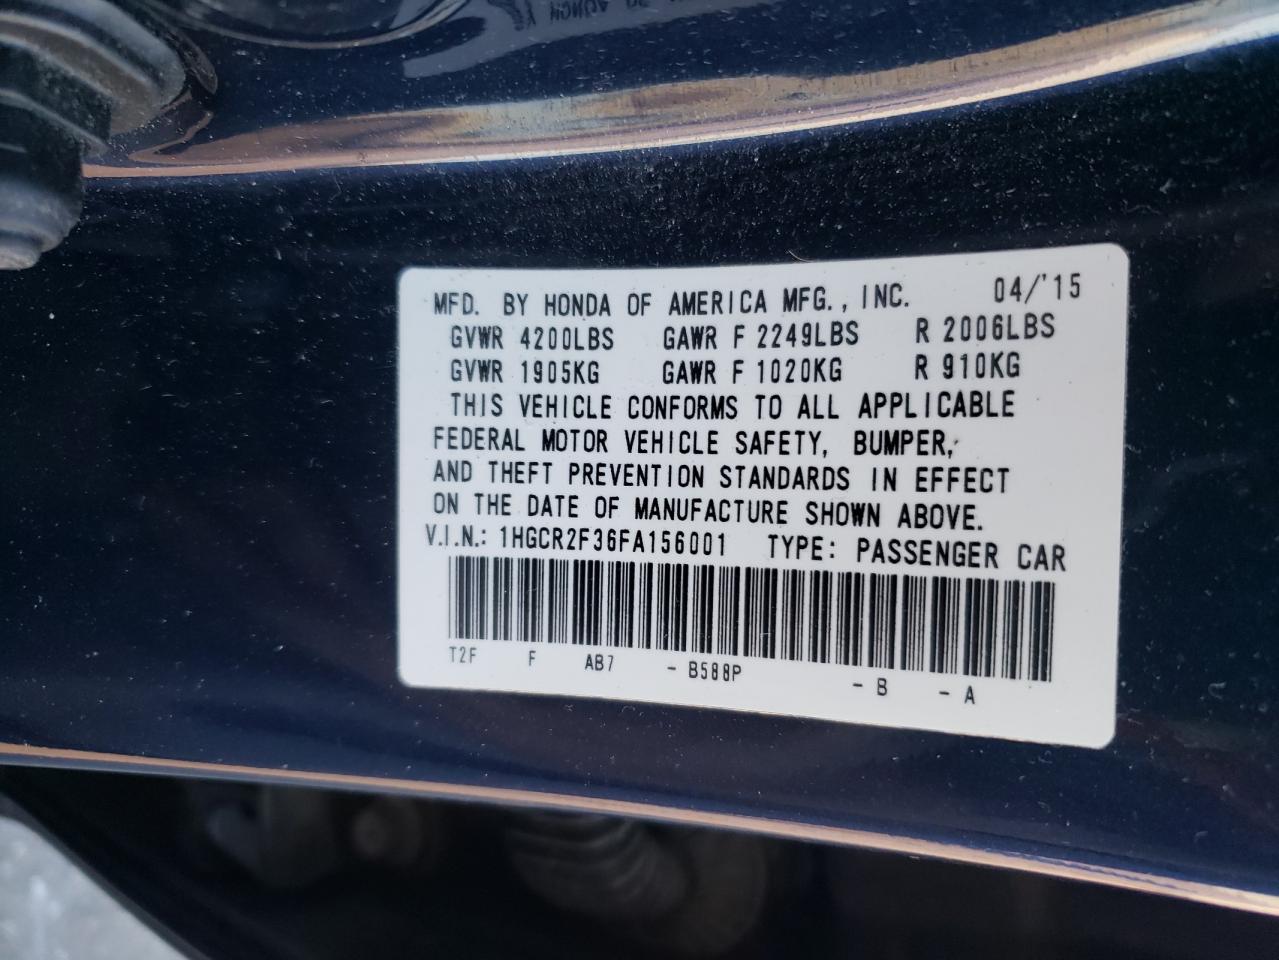 MFD. BY HONDA OF AMERICA MFG., INC. 04/'15
GVWR 4200LBS GAWR F 2249LBS R 2006LBS
GVWR 1905KG GAWR F 1020KG R 910KG
THIS VEHICLE CONFORMS TO ALL APPLICABLE
FEDERAL MOTOR VEHICLE SAFETY, BUMPER,
AND THEFT PREVENTION STANDARDS IN EFFECT
ON THE DATE OF MANUFACTURE SHOWN ABOVE.
V.I.N.: 1HGCR2F36FA156001 TYPE: PASSENGER CAR
T2F F AB7 - B588P - B - A